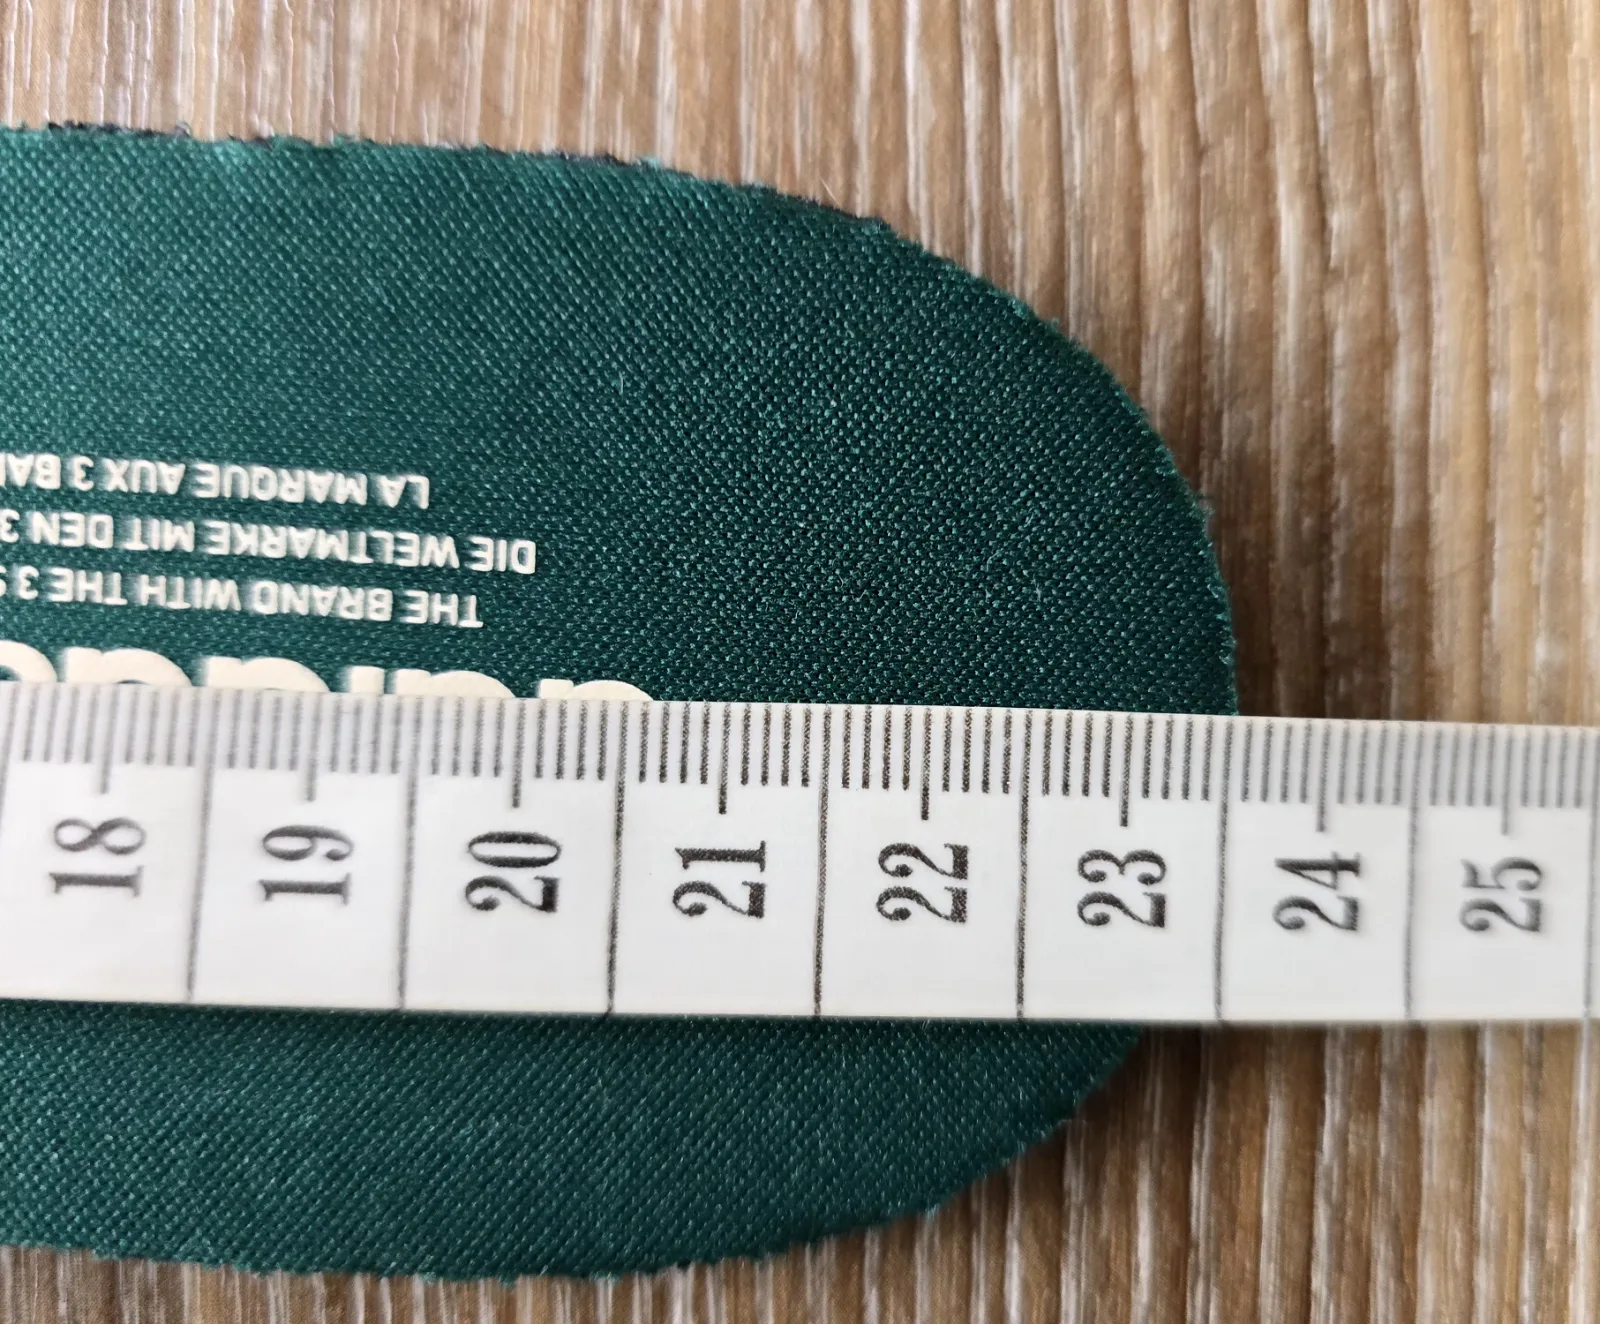 THE BRAND WITH THE 3
DIE WELTMARKE MIT DEN 3
LA MARQUE AUX 3
18 19 20 21 22 23 24 25